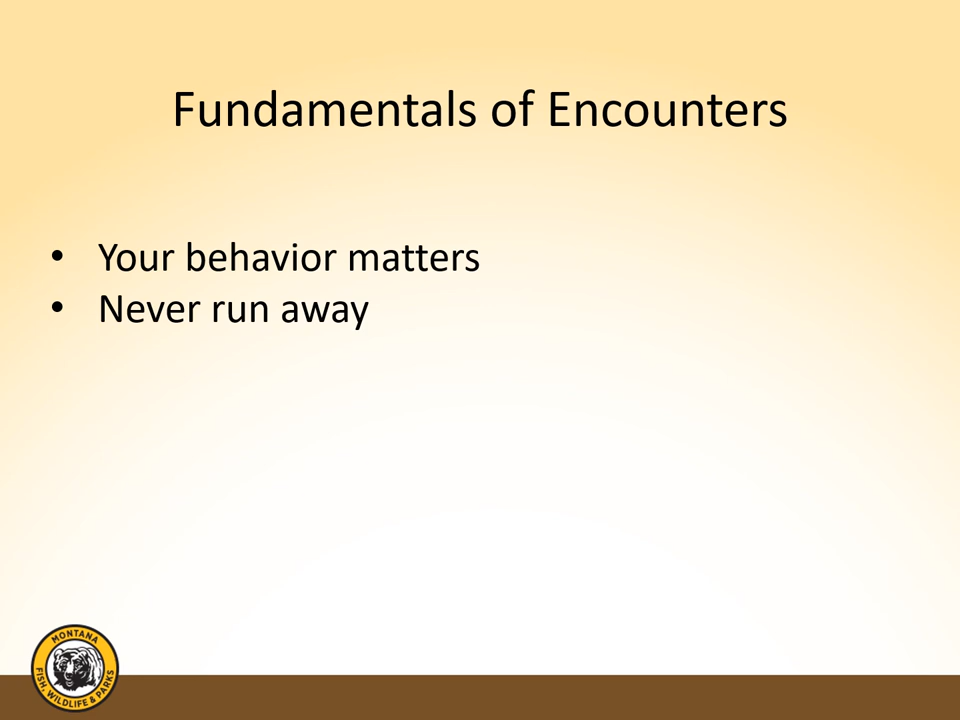 Fundamentals of Encounters
• Your behavior matters
• Never run away
MONTANA
FISH, WILDLIFE & PARKS